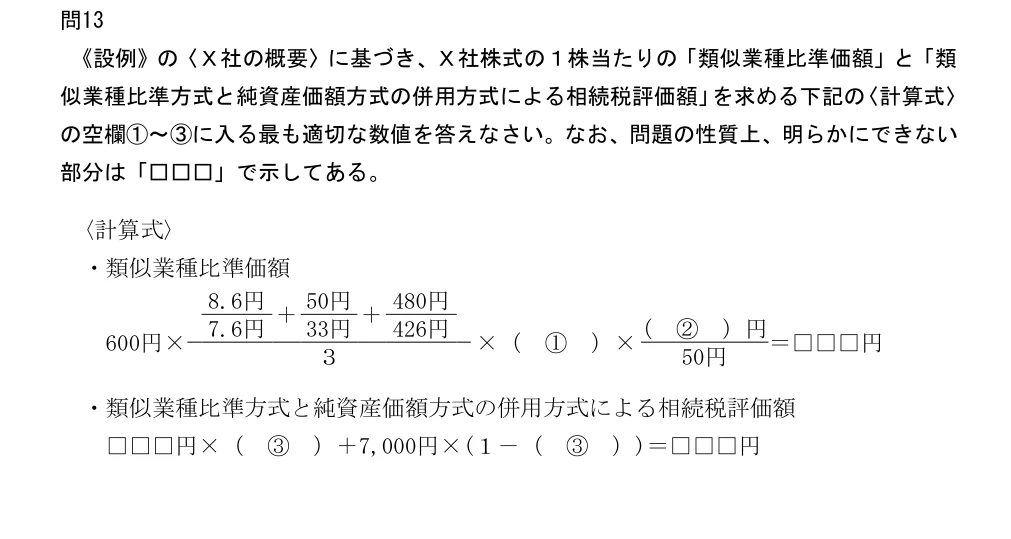 問13
《設例》の〈Ｘ社の概要〉に基づき、Ｘ社株式の１株当たりの「類似業種比準価額」と「類
似業種比準方式と純資産価額方式の併用方式による相続税評価額」を求める下記の〈計算式〉
の空欄①～③に入る最も適切な数値を答えなさい。なお、問題の性質上、明らかにできない
部分は「□□□」で示してある。
〈計算式〉
・類似業種比準価額
8.6円 50円 480円
＋ ＋
7.6円 33円 426円
600円× ３ ×（　①　）×（　②　）円 ＝□□□円
50円
・類似業種比準方式と純資産価額方式の併用方式による相続税評価額
□□□円×（　③　）＋7,000円×(１－（　③　）)＝□□□円